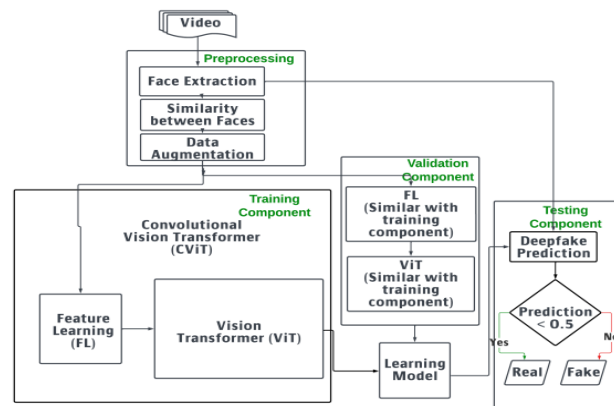 Video
Preprocessing
Face Extraction
Similarity
between Faces
Data
Augmentation
Validation
Component
FL
(Similar with
training
component)
ViT
(Similar with
training
component)
Training
Component
Convolutional
Vision Transformer
(CViT)
Feature
Learning
(FL)
Vision
Transformer (ViT)
Learning
Model
Testing
Component
Deepfake
Prediction
Prediction
< 0.5
Yes
No
Real
Fake